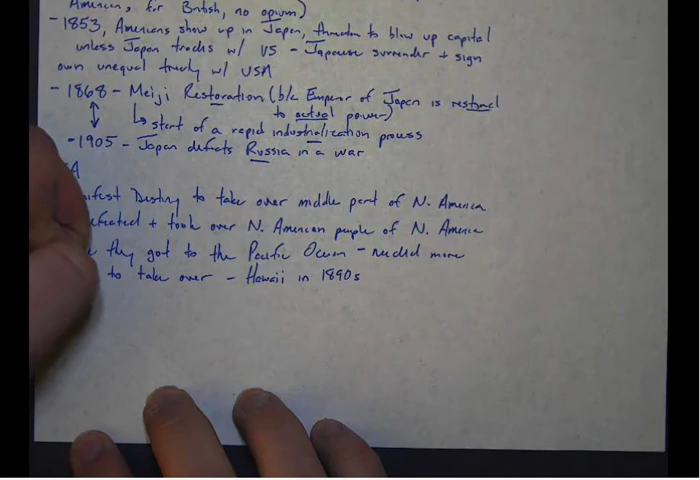 Americans, for British, no opium)
- 1853, Americans show up in Japan, threaten to blow up capital
unless Japan trades w/ US - Japanese surrender + sign
own unequal treaty w/ USA
- 1868 - Meiji Restoration (b/c Emperor of Japan is restored
to actual power)
↳ start of a rapid industrialization process
- 1905 - Japan defeats Russia in a war
SA
nifest Destiny to take over middle part of N. America
efeated + took over N. American people of N. America
they got to the Pacific Ocean - needed more
to take over - Hawaii in 1890s